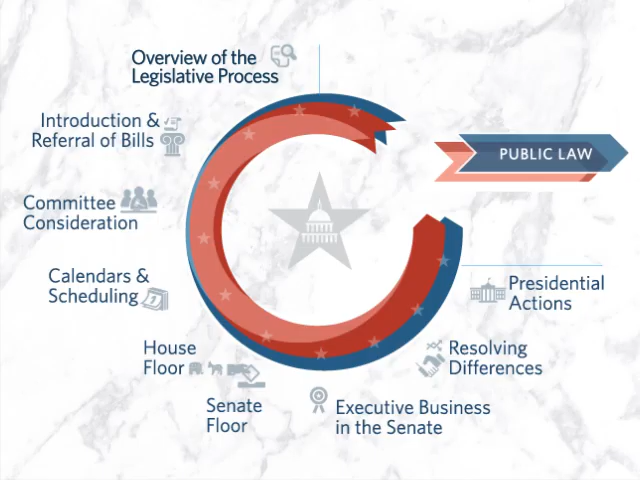 Overview of the
Legislative Process
Introduction &
Referral of Bills
Committee
Consideration
Calendars &
Scheduling
7
House
Floor
Senate
Floor
Executive Business
in the Senate
Resolving
Differences
Presidential
Actions
PUBLIC LAW